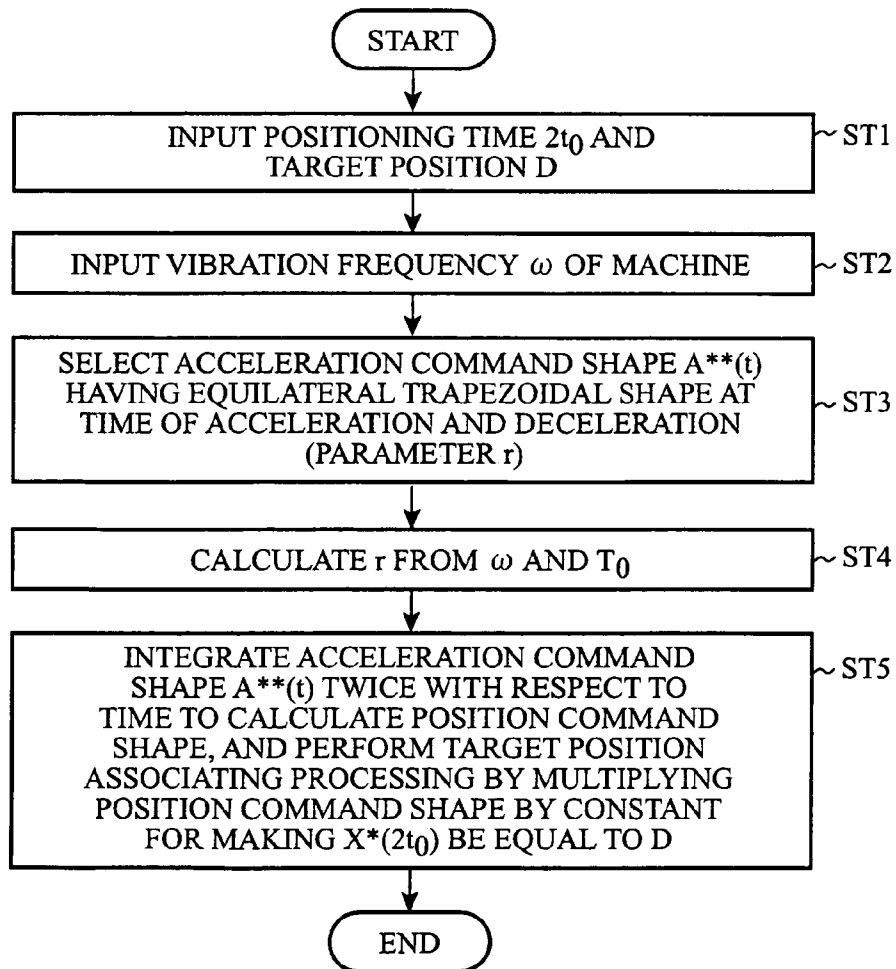 START
INPUT POSITIONING TIME 2t₀ AND
TARGET POSITION D
~ST1
INPUT VIBRATION FREQUENCY ω OF MACHINE
~ST2
SELECT ACCELERATION COMMAND SHAPE A**(t)
HAVING EQUILATERAL TRAPEZOIDAL SHAPE AT
TIME OF ACCELERATION AND DECELERATION
(PARAMETER r)
~ST3
CALCULATE r FROM ω AND T₀
~ST4
INTEGRATE ACCELERATION COMMAND
SHAPE A**(t) TWICE WITH RESPECT TO
TIME TO CALCULATE POSITION COMMAND
SHAPE, AND PERFORM TARGET POSITION
ASSOCIATING PROCESSING BY MULTIPLYING
POSITION COMMAND SHAPE BY CONSTANT
FOR MAKING X*(2t₀) BE EQUAL TO D
~ST5
END